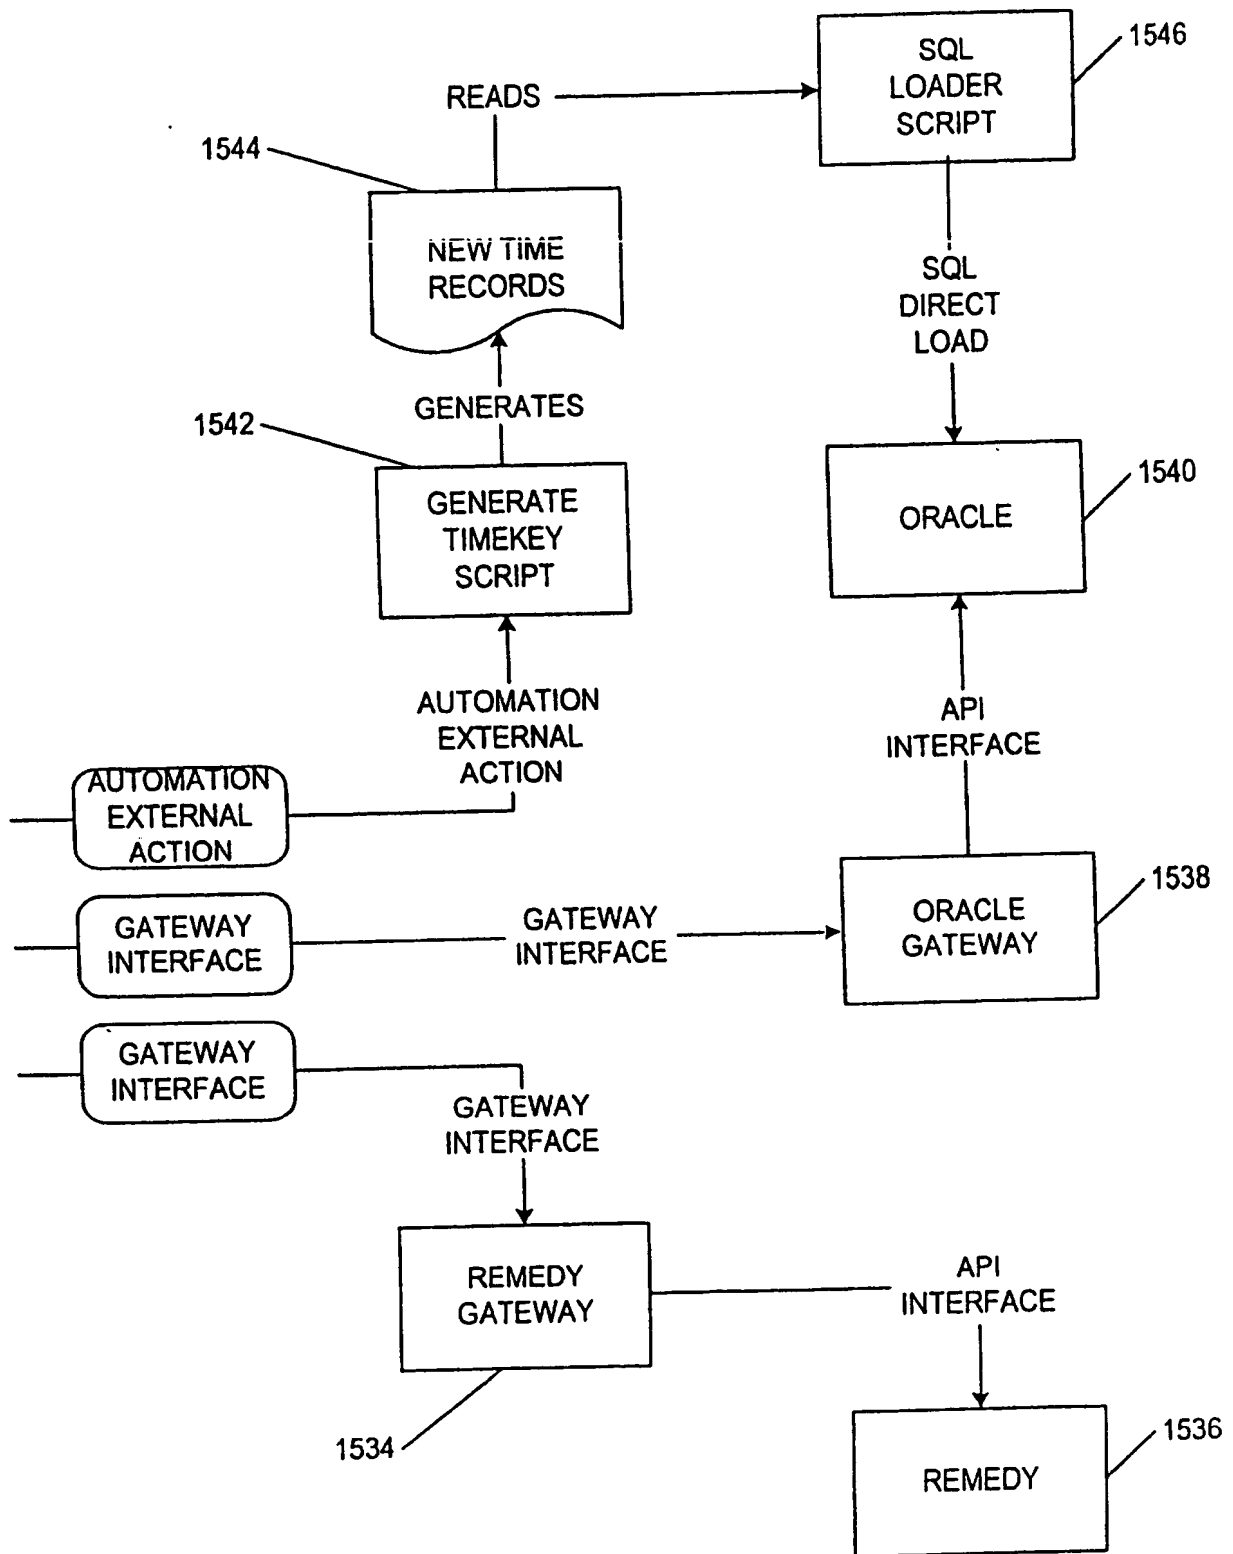 SQL
LOADER
SCRIPT
1546
READS
1544
NEW TIME
RECORDS
SQL
DIRECT
LOAD
GENERATES
1542
GENERATE
TIMEKEY
SCRIPT
ORACLE
1540
AUTOMATION
EXTERNAL
ACTION
API
INTERFACE
AUTOMATION
EXTERNAL
ACTION
GATEWAY
INTERFACE
GATEWAY
INTERFACE
ORACLE
GATEWAY
1538
GATEWAY
INTERFACE
GATEWAY
INTERFACE
REMEDY
GATEWAY
1534
API
INTERFACE
REMEDY
1536